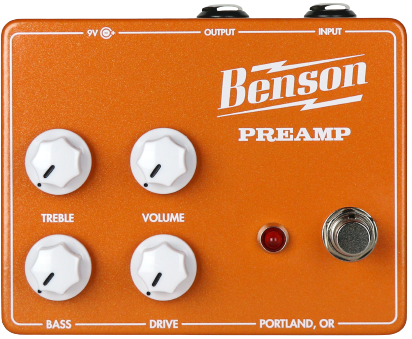 9V OUTPUT INPUT
Benson
PREAMP
TREBLE VOLUME
BASS DRIVE PORTLAND, OR